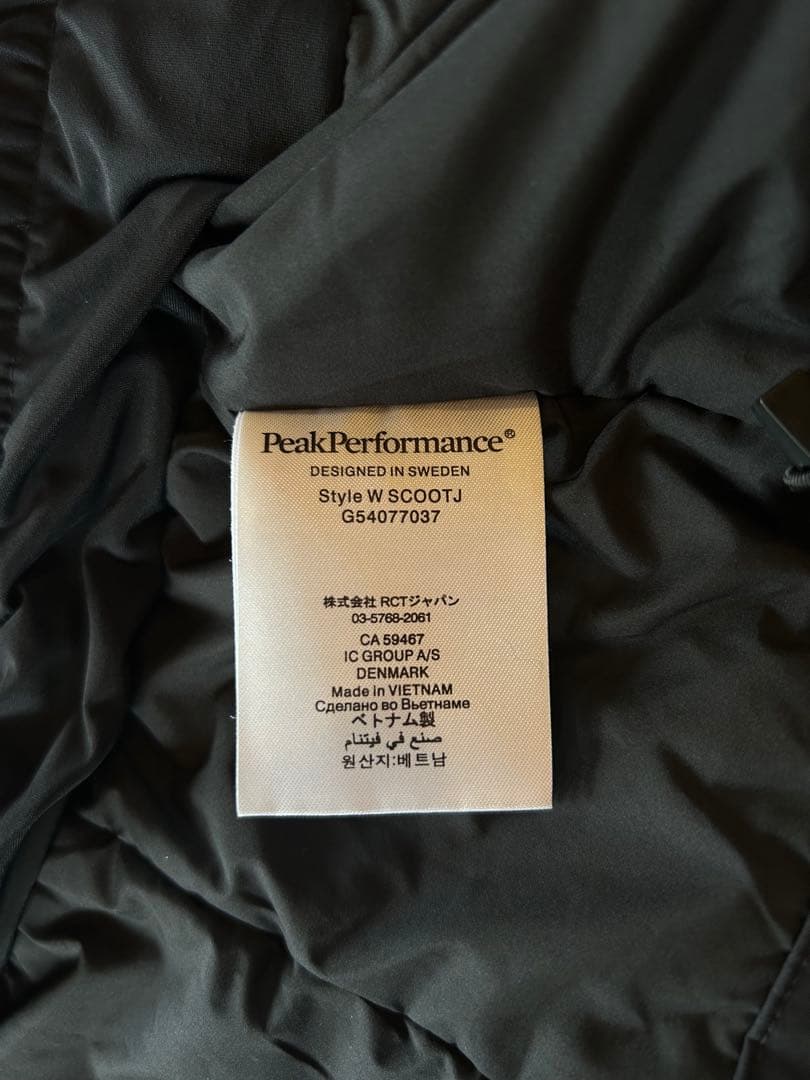 PeakPerformance®
DESIGNED IN SWEDEN
Style W SCOOTJ
G54077037
株式会社 RCTジャパン
03-5768-2061
CA 59467
IC GROUP A/S
DENMARK
Made in VIETNAM
Сделано во Вьетнаме
ベトナム製
صنع في فيتنام
원산지:베트남